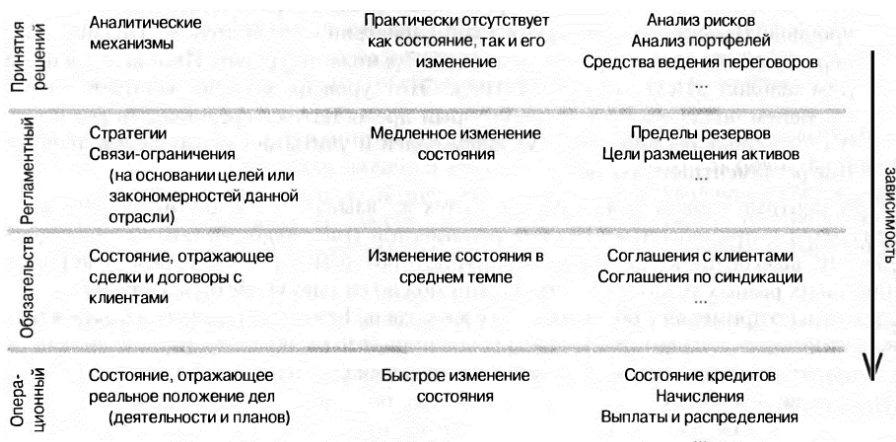 Принятия
решений
Аналитические
механизмы
Практически отсутствует
как состояние, так и его
изменение
Анализ рисков
Анализ портфелей
Средства ведения переговоров
...
Регламентный
Стратегии
Связи-ограничения
(на основании целей или
закономерностей данной
отрасли)
Медленное изменение
состояния
Пределы резервов
Цели размещения активов
...
Обязательств
Состояние, отражающее
сделки и договоры с
клиентами
Изменение состояния в
среднем темпе
Соглашения с клиентами
Соглашения по синдикации
...
Опера-
ционный
Состояние, отражающее
реальное положение дел
(деятельности и планов)
Быстрое изменение
состояния
Состояние кредитов
Начисления
Выплаты и распределения
...
зависимость